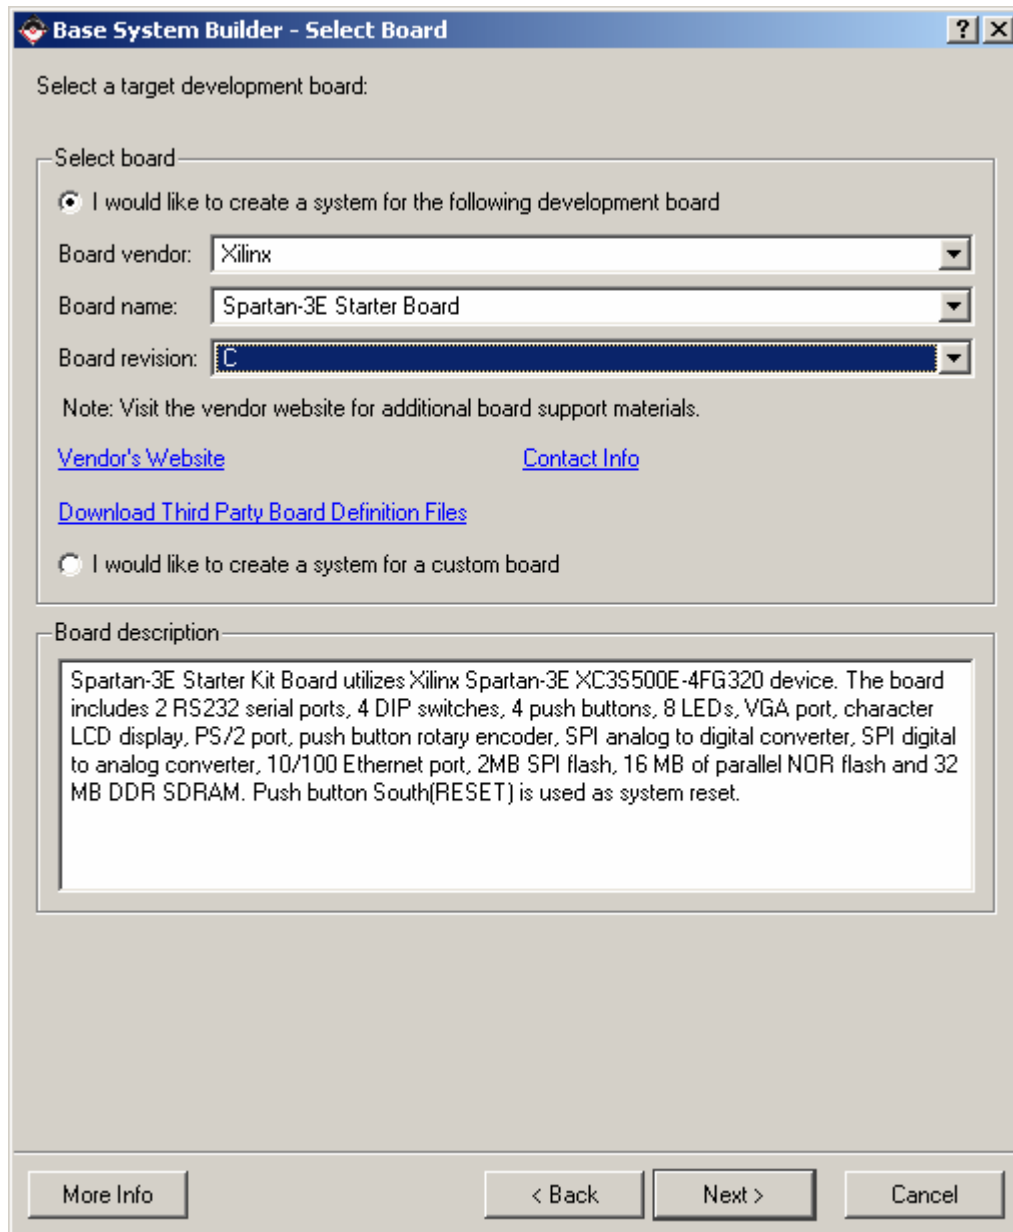 Base System Builder - Select Board
Select a target development board:
Select board
I would like to create a system for the following development board
Board vendor: Xilinx
Board name: Spartan-3E Starter Board
Board revision: C
Note: Visit the vendor website for additional board support materials.
Vendor's Website Contact Info
Download Third Party Board Definition Files
I would like to create a system for a custom board
Board description
Spartan-3E Starter Kit Board utilizes Xilinx Spartan-3E XC3S500E-4FG320 device. The board
includes 2 RS232 serial ports, 4 DIP switches, 4 push buttons, 8 LEDs, VGA port, character
LCD display, PS/2 port, push button rotary encoder, SPI analog to digital converter, SPI digital
to analog converter, 10/100 Ethernet port, 2MB SPI flash, 16 MB of parallel NOR flash and 32
MB DDR SDRAM. Push button South(RESET) is used as system reset.
More Info < Back Next > Cancel